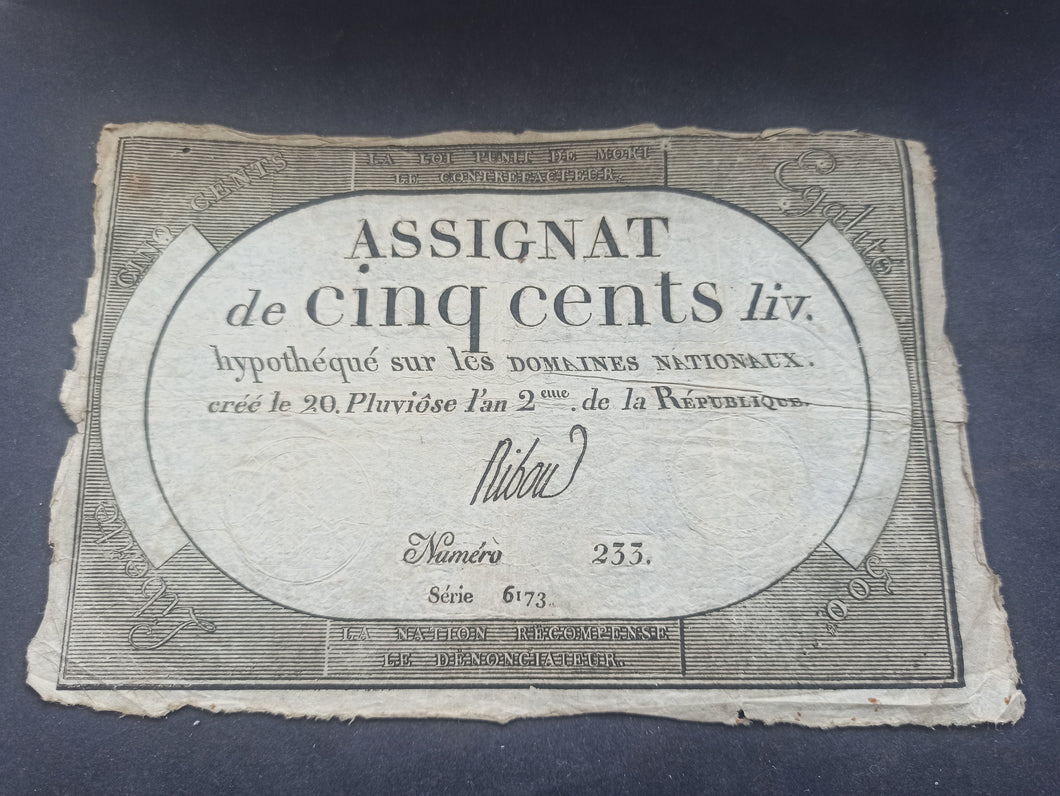 LA LOI PUNIT DE MORT
LE CONTREFACTEUR.
CINQ CENTS
Egalité
ASSIGNAT
de cinq cents liv.
hypothéqué sur les DOMAINES NATIONAUX.
créé le 20. Pluviôse l'an 2eme. de la RÉPUBLIQUE.
Ribou
Numéro 233.
Série 6173.
500.
LA NATION RÉCOMPENSE
LE DÉNONCIATEUR.